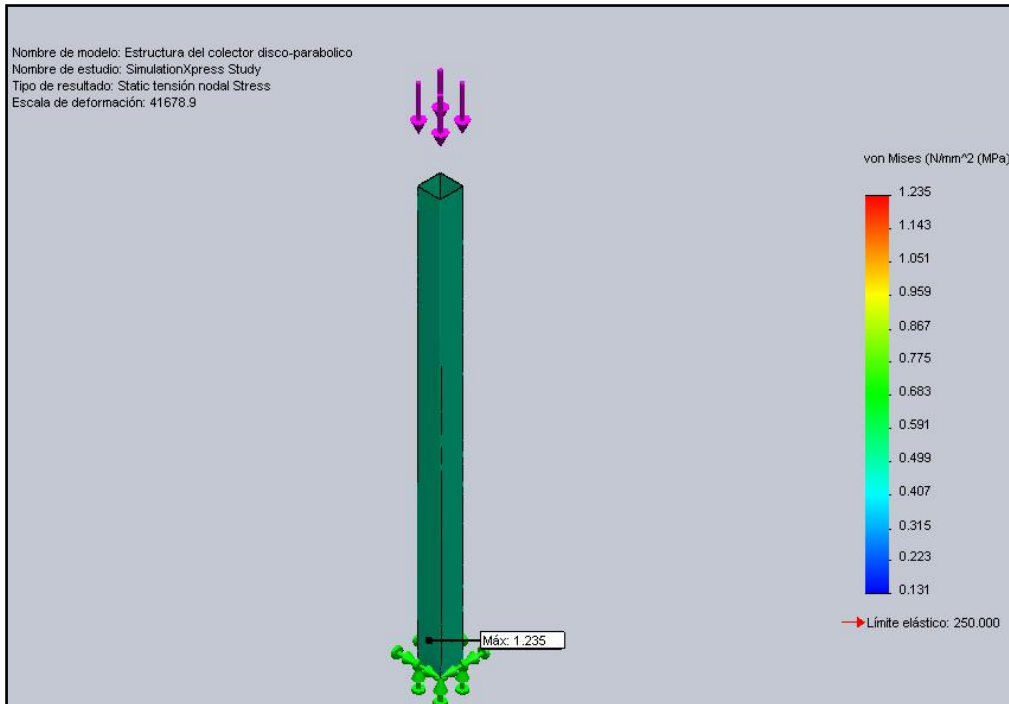 Nombre de modelo: Estructura del colector disco-parabolico
Nombre de estudio: SimulationXpress Study
Tipo de resultado: Static tensión nodal Stress
Escala de deformación: 41678.9
von Mises (N/mm^2 (MPa)
1.235
1.143
1.051
0.959
0.867
0.775
0.683
0.591
0.499
0.407
0.315
0.223
0.131
Límite elástico: 250.000
Máx: 1.235